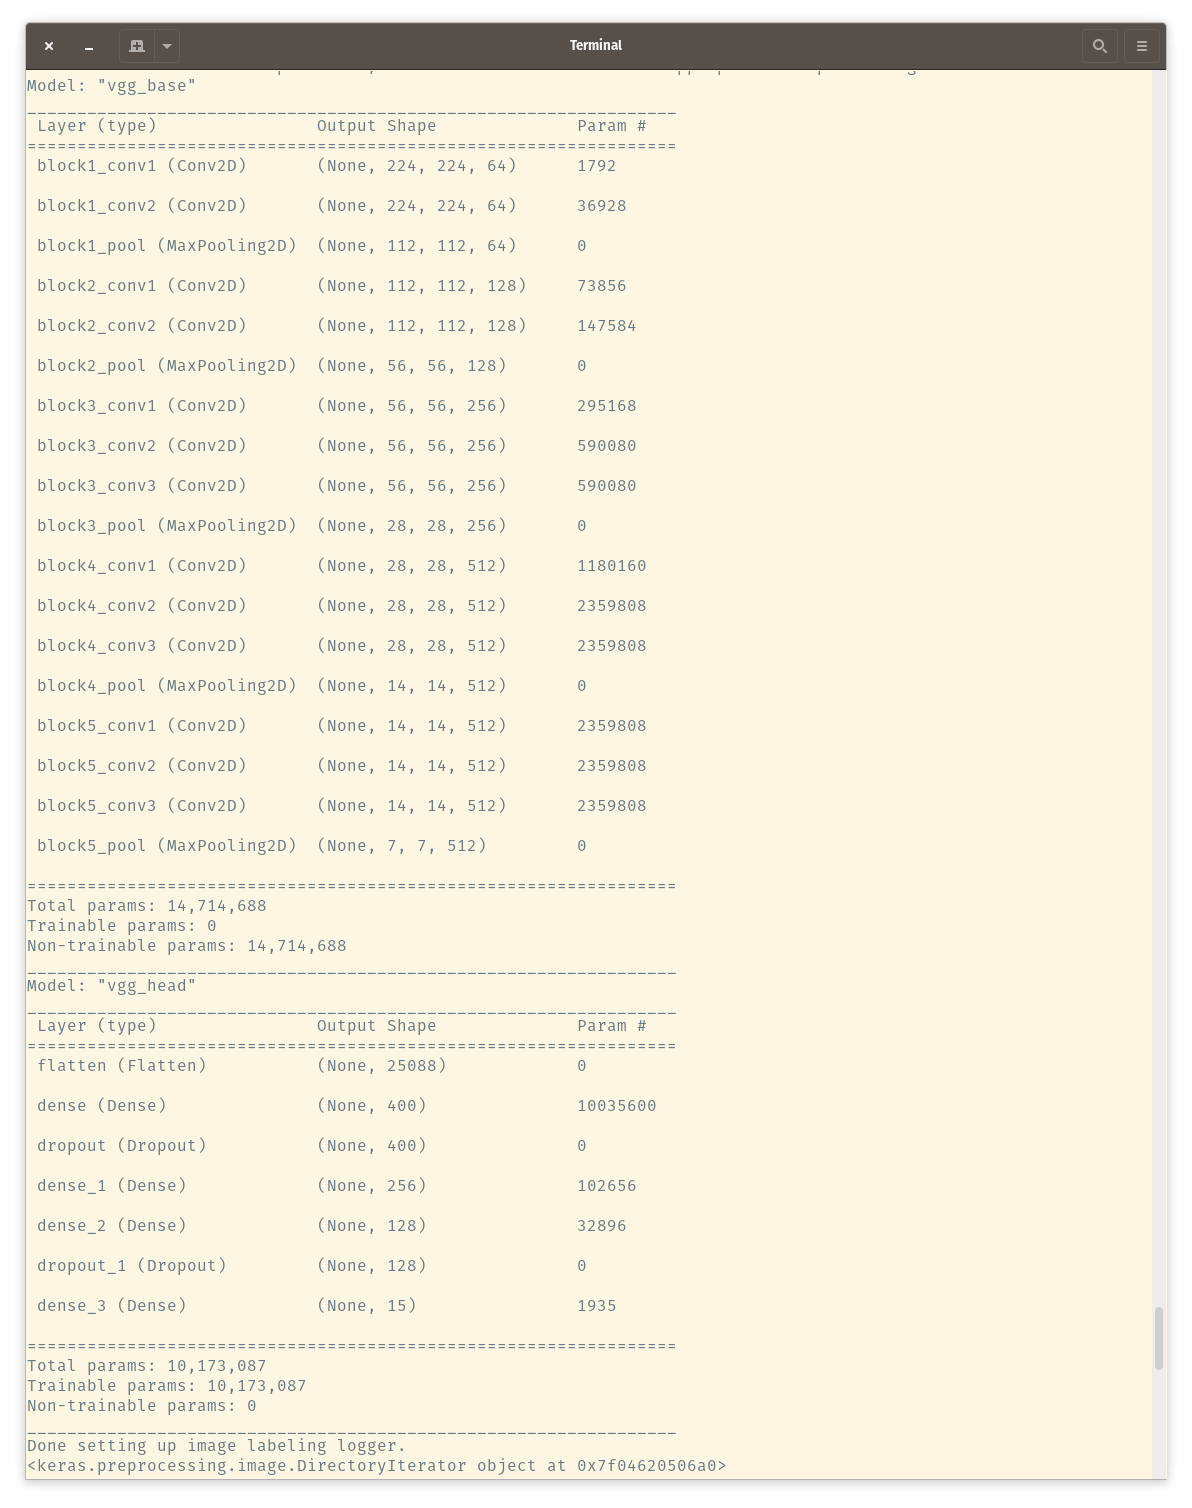 Terminal
Model: "vgg_base"
_________________________________________________________________
 Layer (type)                Output Shape              Param #
=================================================================
 block1_conv1 (Conv2D)       (None, 224, 224, 64)      1792
 block1_conv2 (Conv2D)       (None, 224, 224, 64)      36928
 block1_pool (MaxPooling2D)  (None, 112, 112, 64)      0
 block2_conv1 (Conv2D)       (None, 112, 112, 128)     73856
 block2_conv2 (Conv2D)       (None, 112, 112, 128)     147584
 block2_pool (MaxPooling2D)  (None, 56, 56, 128)       0
 block3_conv1 (Conv2D)       (None, 56, 56, 256)       295168
 block3_conv2 (Conv2D)       (None, 56, 56, 256)       590080
 block3_conv3 (Conv2D)       (None, 56, 56, 256)       590080
 block3_pool (MaxPooling2D)  (None, 28, 28, 256)       0
 block4_conv1 (Conv2D)       (None, 28, 28, 512)       1180160
 block4_conv2 (Conv2D)       (None, 28, 28, 512)       2359808
 block4_conv3 (Conv2D)       (None, 28, 28, 512)       2359808
 block4_pool (MaxPooling2D)  (None, 14, 14, 512)       0
 block5_conv1 (Conv2D)       (None, 14, 14, 512)       2359808
 block5_conv2 (Conv2D)       (None, 14, 14, 512)       2359808
 block5_conv3 (Conv2D)       (None, 14, 14, 512)       2359808
 block5_pool (MaxPooling2D)  (None, 7, 7, 512)         0
=================================================================
Total params: 14,714,688
Trainable params: 0
Non-trainable params: 14,714,688
_________________________________________________________________
Model: "vgg_head"
_________________________________________________________________
 Layer (type)                Output Shape              Param #
=================================================================
 flatten (Flatten)           (None, 25088)             0
 dense (Dense)               (None, 400)               10035600
 dropout (Dropout)           (None, 400)               0
 dense_1 (Dense)             (None, 256)               102656
 dense_2 (Dense)             (None, 128)               32896
 dropout_1 (Dropout)         (None, 128)               0
 dense_3 (Dense)             (None, 15)                1935
=================================================================
Total params: 10,173,087
Trainable params: 10,173,087
Non-trainable params: 0
_________________________________________________________________
Done setting up image labeling logger.
<keras.preprocessing.image.DirectoryIterator object at 0x7f04620506a0>